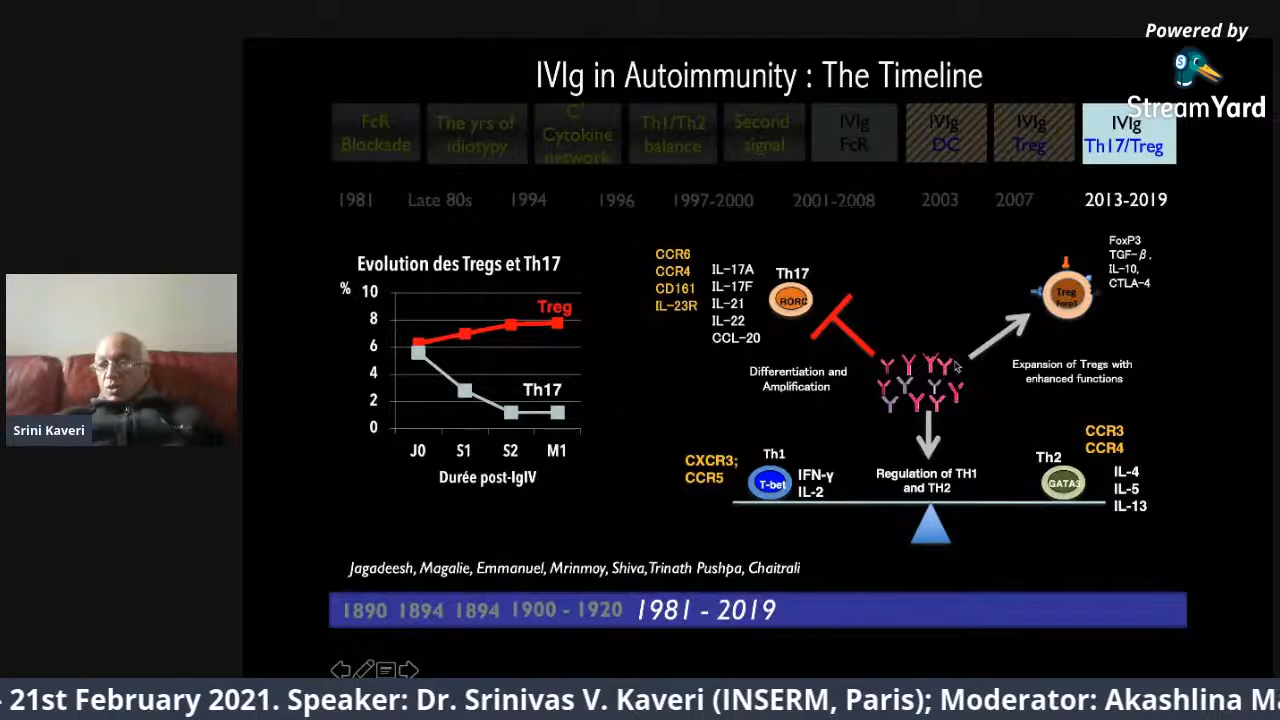 Powered by
StreamYard
IVIg in Autoimmunity : The Timeline
FcR
Blockade
The yrs of
idiotypy
C'
Cytokine
network
Th1/Th2
balance
Second
signal
IVIg
FcR
IVIg
DC
IVIg
Treg
IVIg
Th17/Treg
1981
Late 80s
1994
1996
1997-2000
2001-2008
2003
2007
2013-2019
Evolution des Tregs et Th17
%
10
8
6
4
2
0
Treg
Th17
J0
S1
S2
M1
Durée post-IgIV
CCR6
CCR4
CD161
IL-23R
IL-17A
IL-17F
IL-21
IL-22
CCL-20
Th17
RORC
Differentiation and
Amplification
Treg
Foxp3
FoxP3
TGF-β,
IL-10,
CTLA-4
Expansion of Tregs with
enhanced functions
CXCR3;
CCR5
Th1
T-bet
IFN-γ
IL-2
Regulation of TH1
and TH2
Th2
GATA3
CCR3
CCR4
IL-4
IL-5
IL-13
Srini Kaveri
Jagadeesh, Magalie, Emmanuel, Mrinmoy, Shiva,Trinath Pushpa, Chaitrali
1890 1894 1894 1900 - 1920 1981 - 2019
- 21st February 2021. Speaker: Dr. Srinivas V. Kaveri (INSERM, Paris); Moderator: Akashlina Ma